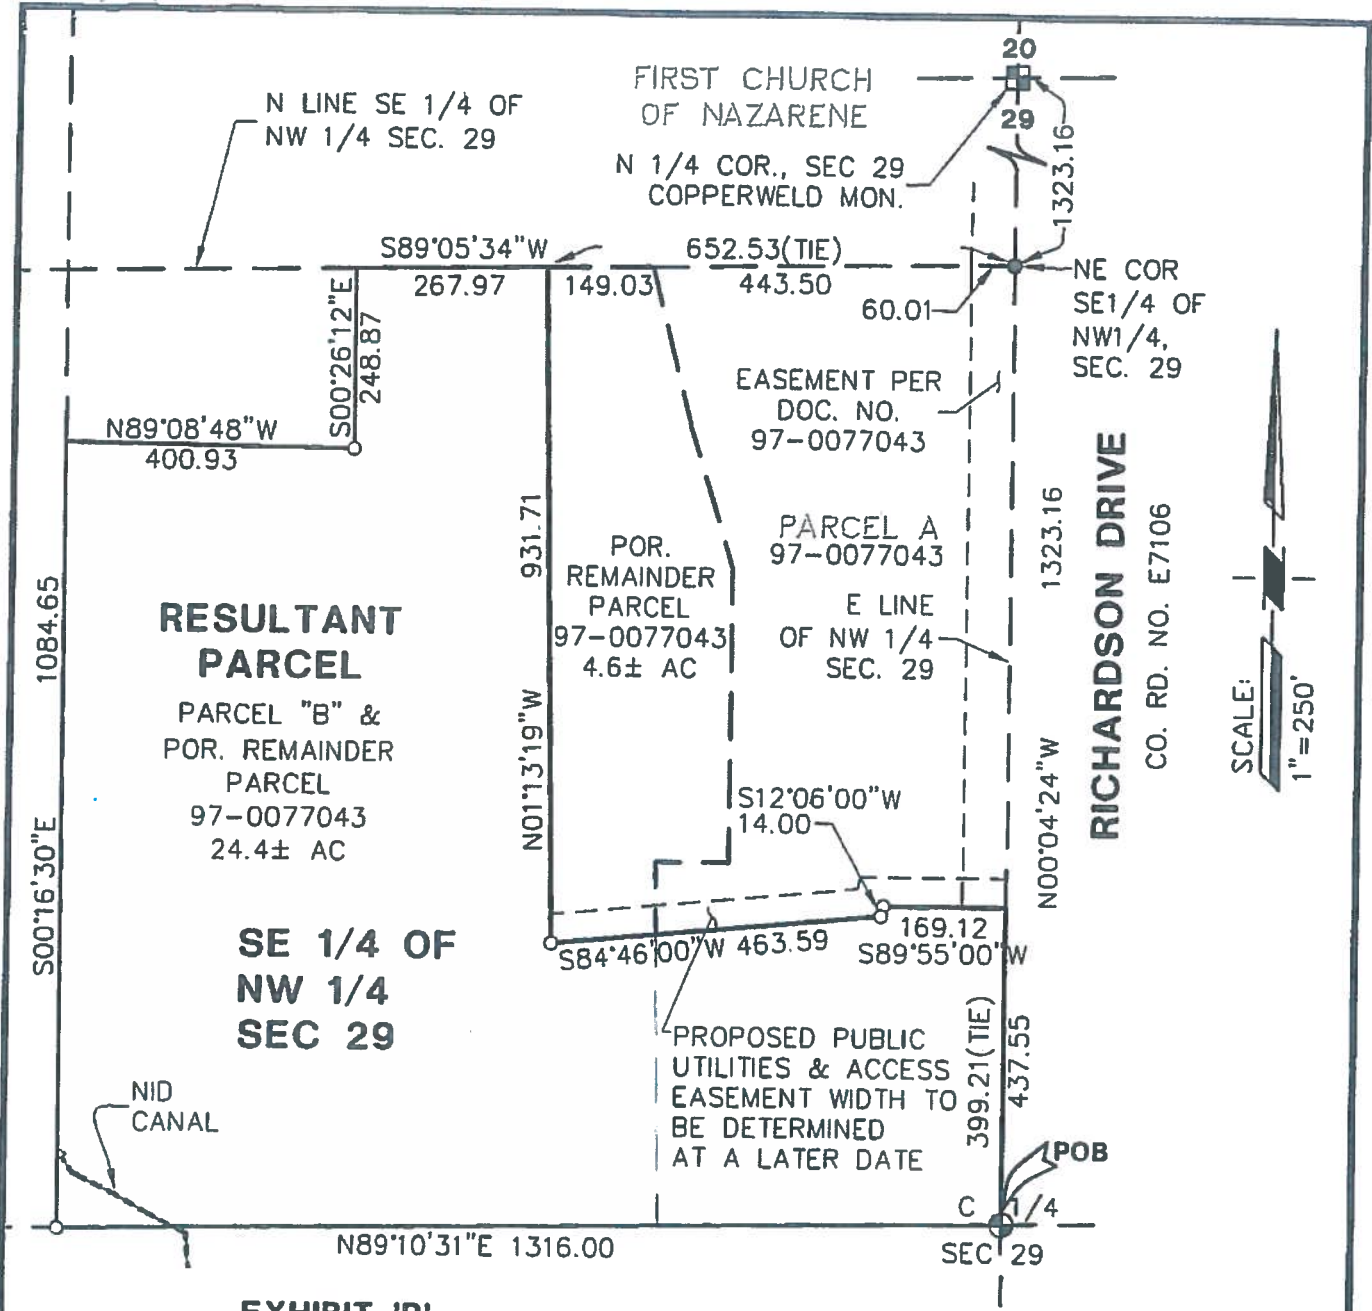 20
FIRST CHURCH
OF NAZARENE
29
N LINE SE 1/4 OF
NW 1/4 SEC. 29
N 1/4 COR., SEC 29
COPPERWELD MON.
1323.16
S89°05'34"W
267.97
149.03
652.53(TIE)
443.50
60.01
NE COR
SE1/4 OF
NW1/4,
SEC. 29
S00°26'12"E
248.87
N89°08'48"W
400.93
EASEMENT PER
DOC. NO.
97-0077043
PARCEL A
97-0077043
E LINE
OF NW 1/4
SEC. 29
1323.16
N00°04'24"W
RICHARDSON DRIVE
CO. RD. NO. E7106
SCALE:
1"=250'
931.71
N01°13'19"W
POR.
REMAINDER
PARCEL
97-0077043
4.6± AC
1084.65
S00°16'30"E
RESULTANT
PARCEL
PARCEL "B" &
POR. REMAINDER
PARCEL
97-0077043
24.4± AC
S12°06'00"W
14.00
169.12
S89°55'00"W
S84°46'00"W 463.59
SE 1/4 OF
NW 1/4
SEC 29
PROPOSED PUBLIC
UTILITIES & ACCESS
EASEMENT WIDTH TO
BE DETERMINED
AT A LATER DATE
399.21(TIE)
437.55
NID
CANAL
POB
C 1/4
SEC 29
N89°10'31"E 1316.00
EXHIBIT 'B'